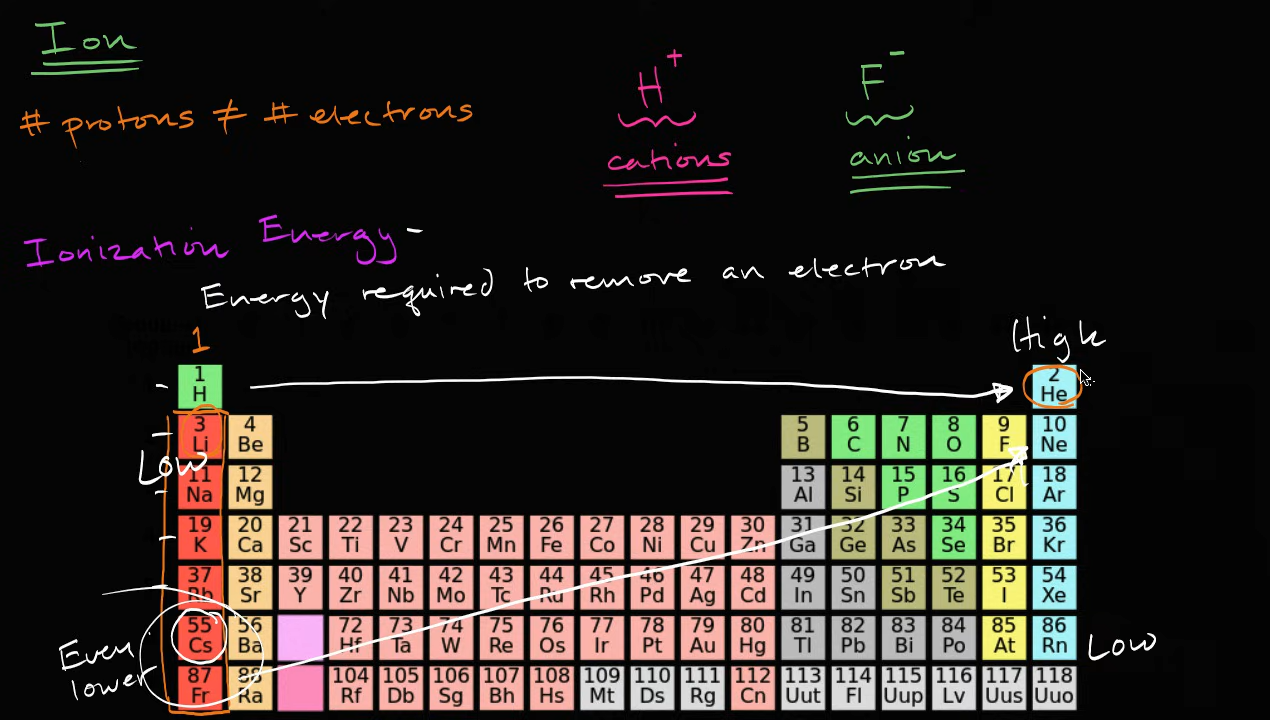 Ion
H+ F-
# protons ≠ # electrons
cations anion
Ionization Energy-
Energy required to remove an electron
1 High
1 2
H He
3 4 5 6 7 8 9 10
Li Be B C N O F Ne
Low
11 12 13 14 15 16 17 18
Na Mg Al Si P S Cl Ar
19 20 21 22 23 24 25 26 27 28 29 30 31 32 33 34 35 36
K Ca Sc Ti V Cr Mn Fe Co Ni Cu Zn Ga Ge As Se Br Kr
37 38 39 40 41 42 43 44 45 46 47 48 49 50 51 52 53 54
Rb Sr Y Zr Nb Mo Tc Ru Rh Pd Ag Cd In Sn Sb Te I Xe
55 56 72 73 74 75 76 77 78 79 80 81 82 83 84 85 86
Cs Ba Hf Ta W Re Os Ir Pt Au Hg Tl Pb Bi Po At Rn Low
Even
lower
87 88 104 105 106 107 108 109 110 111 112 113 114 115 116 117 118
Fr Ra Rf Db Sg Bh Hs Mt Ds Rg Cn Uut Fl Uup Lv Uus Uuo